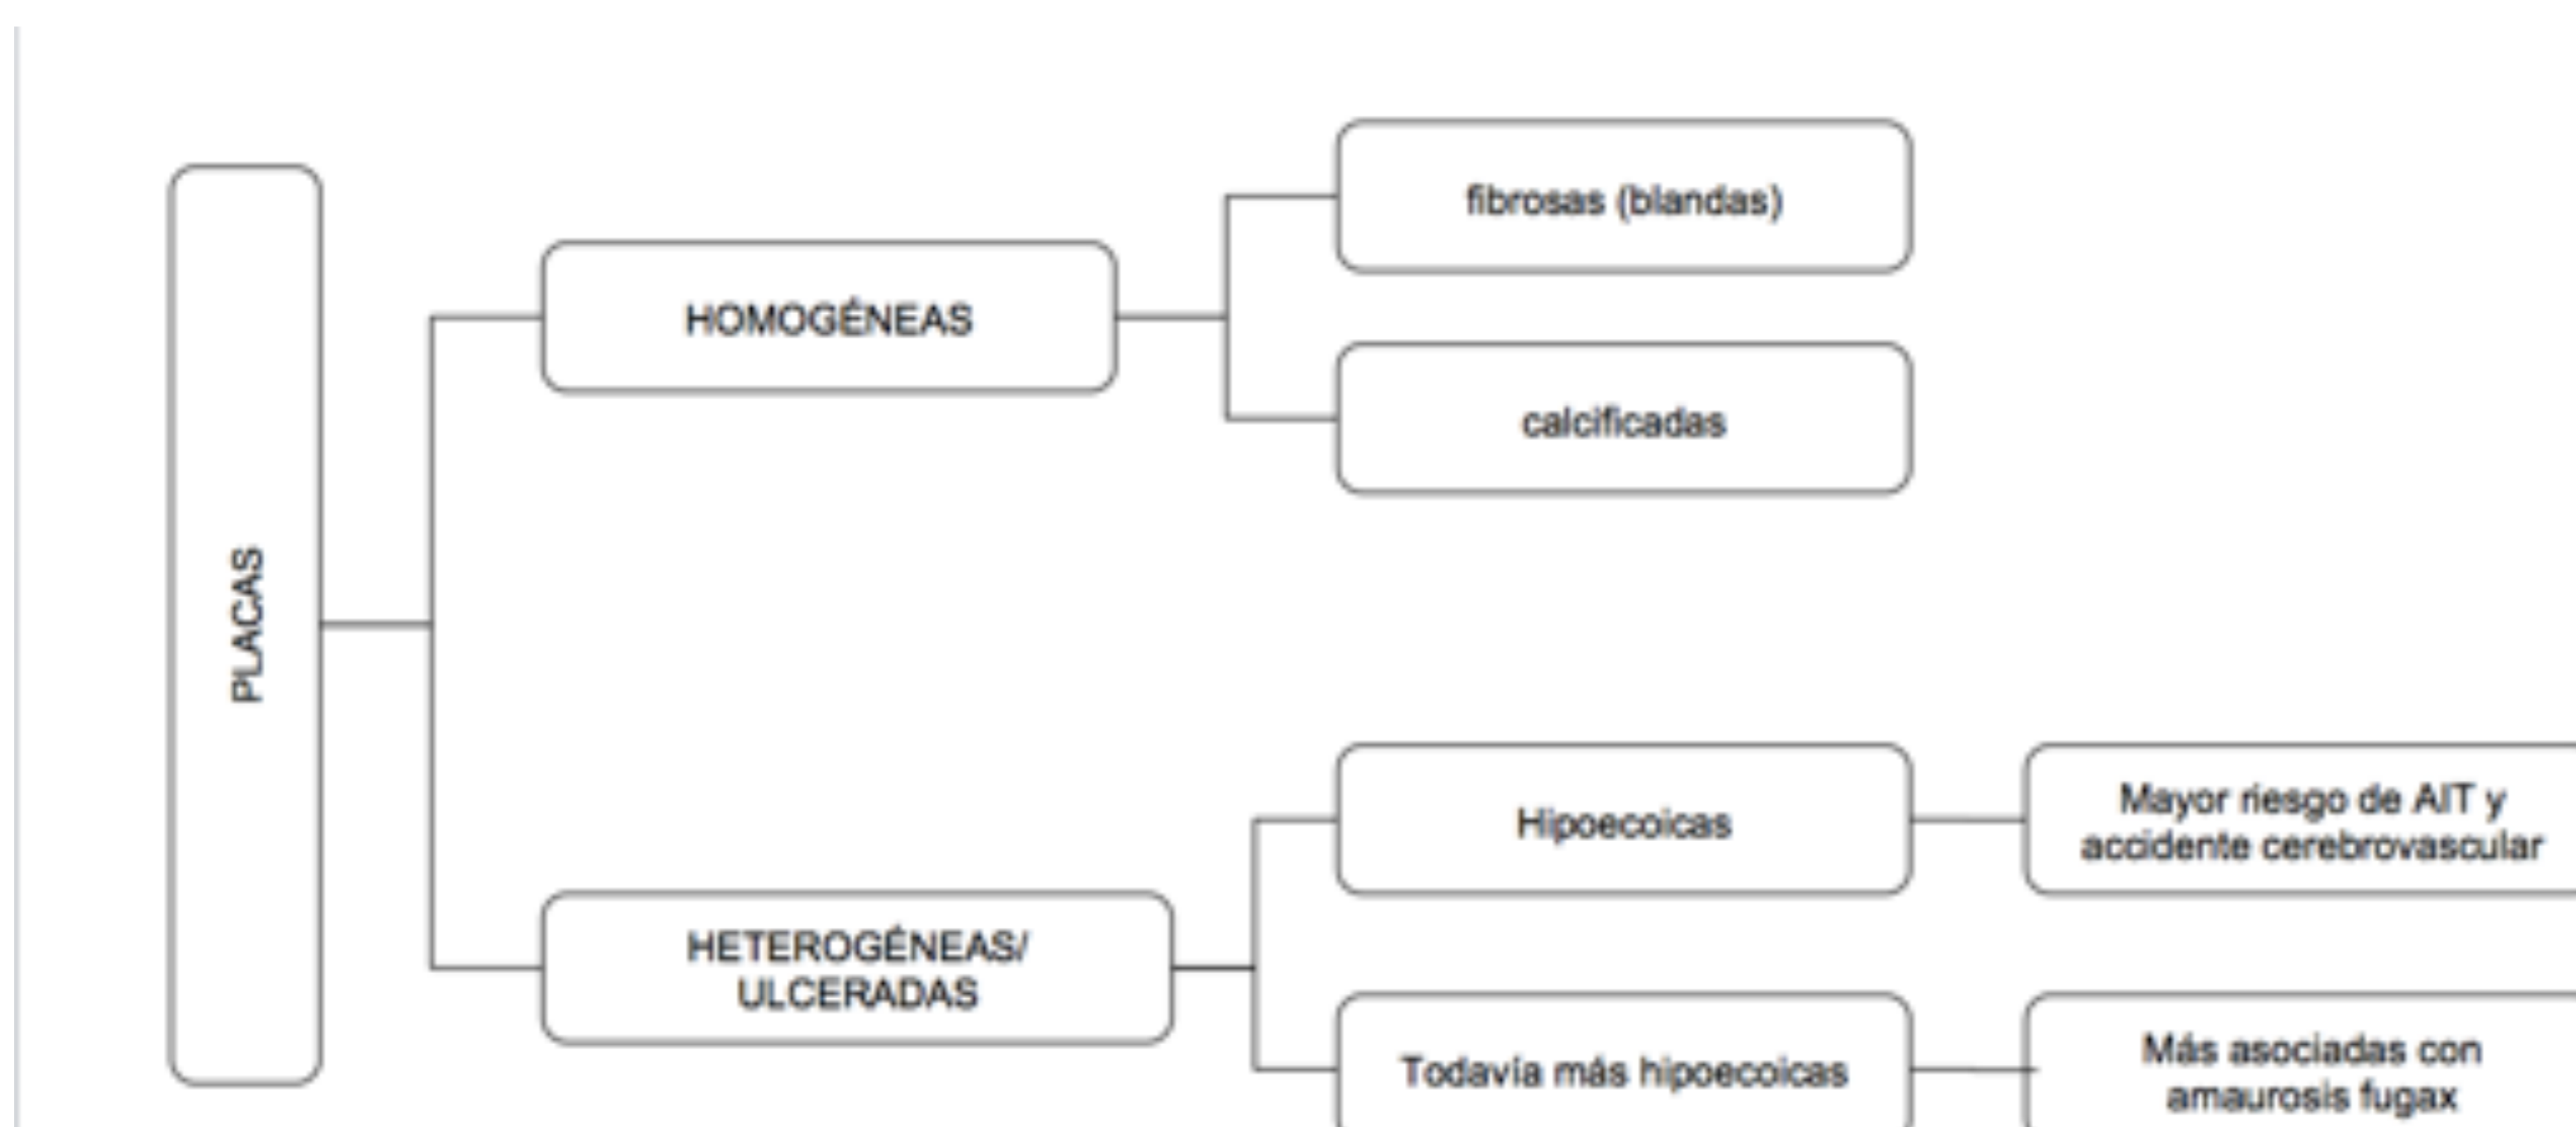 PLACAS
HOMOGÉNEAS
fibrosas (blandas)
calcificadas
HETEROGÉNEAS/
ULCERADAS
Hipoecoicas
Mayor riesgo de AIT y
accidente cerebrovascular
Todavía más hipoecoicas
Más asociadas con
amaurosis fugax